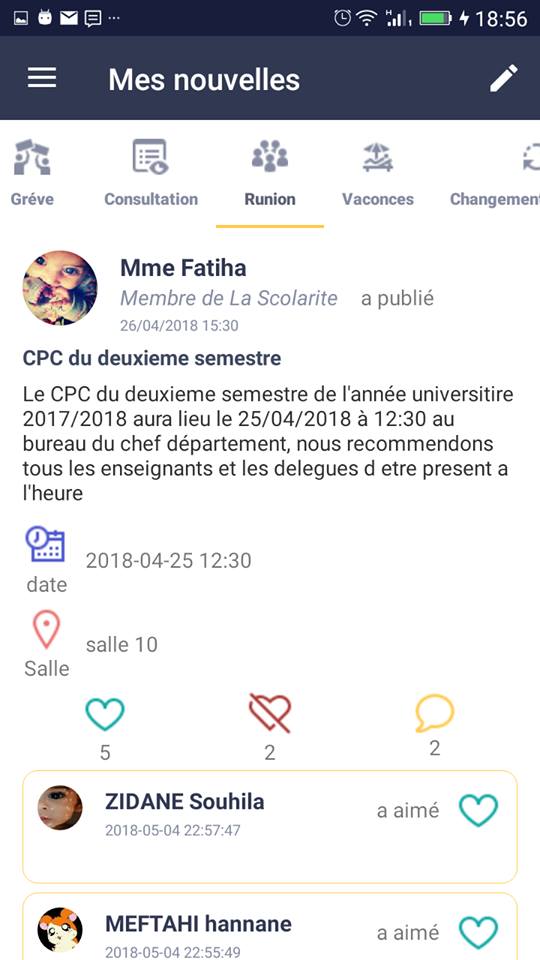 18:56
Mes nouvelles
Gréve Consultation Runion Vaconces Changement
Mme Fatiha
Membre de La Scolarite a publié
26/04/2018 15:30
CPC du deuxieme semestre
Le CPC du deuxieme semestre de l'année universitire
2017/2018 aura lieu le 25/04/2018 à 12:30 au
bureau du chef département, nous recommendons
tous les enseignants et les delegues d etre present a
l'heure
2018-04-25 12:30
date
salle 10
Salle
5 2 2
ZIDANE Souhila a aimé
2018-05-04 22:57:47
MEFTAHI hannane a aimé
2018-05-04 22:55:49